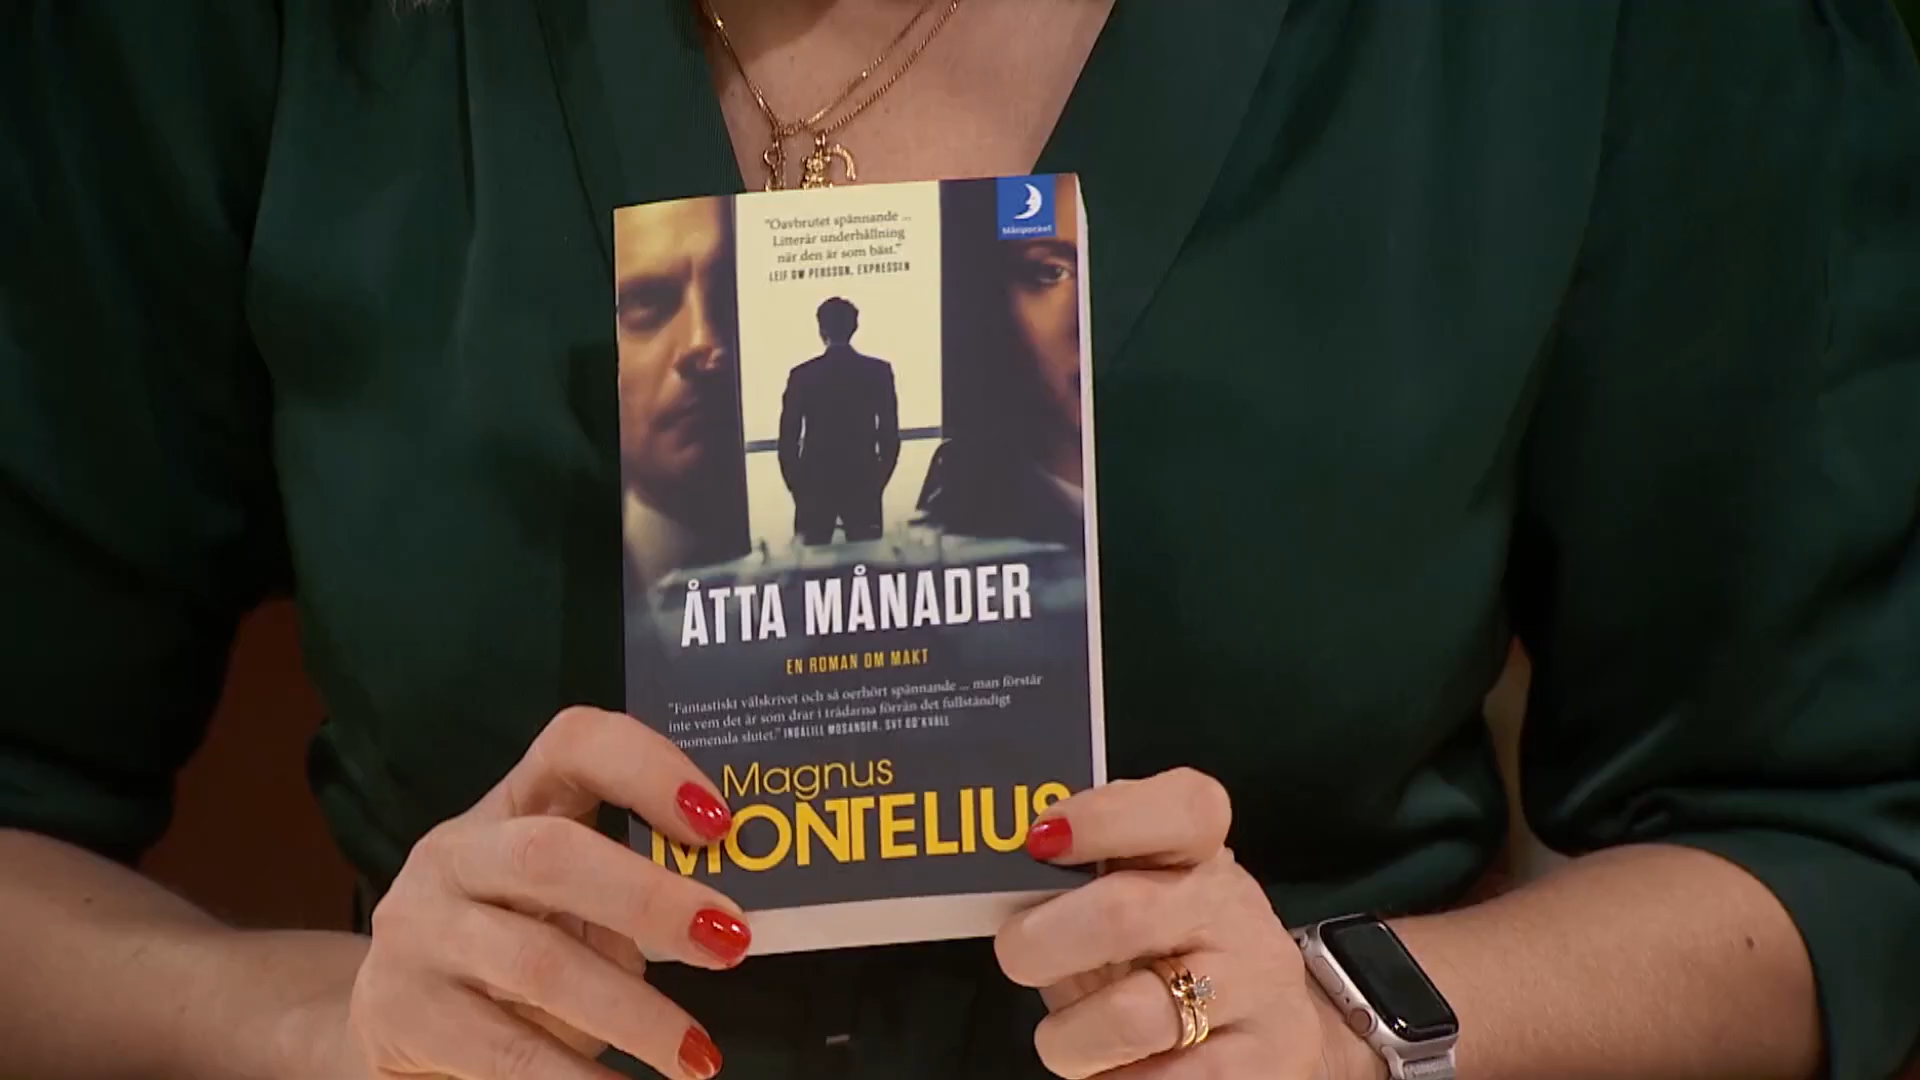 "Oavbrutet spännande ...
Litterär underhållning
när den är som bäst."
LEIF GW PERSSON, EXPRESSEN
Månpocket
ÅTTA MÅNADER
EN ROMAN OM MAKT
"Fantastiskt välskrivet och så oerhört spännande ... man förstår
inte vem det är som drar i trådarna förrän det fullständigt
fenomenala slutet." INGALILL MOSANDER, SVT GO'KVÄLL
Magnus
MONTELIUS